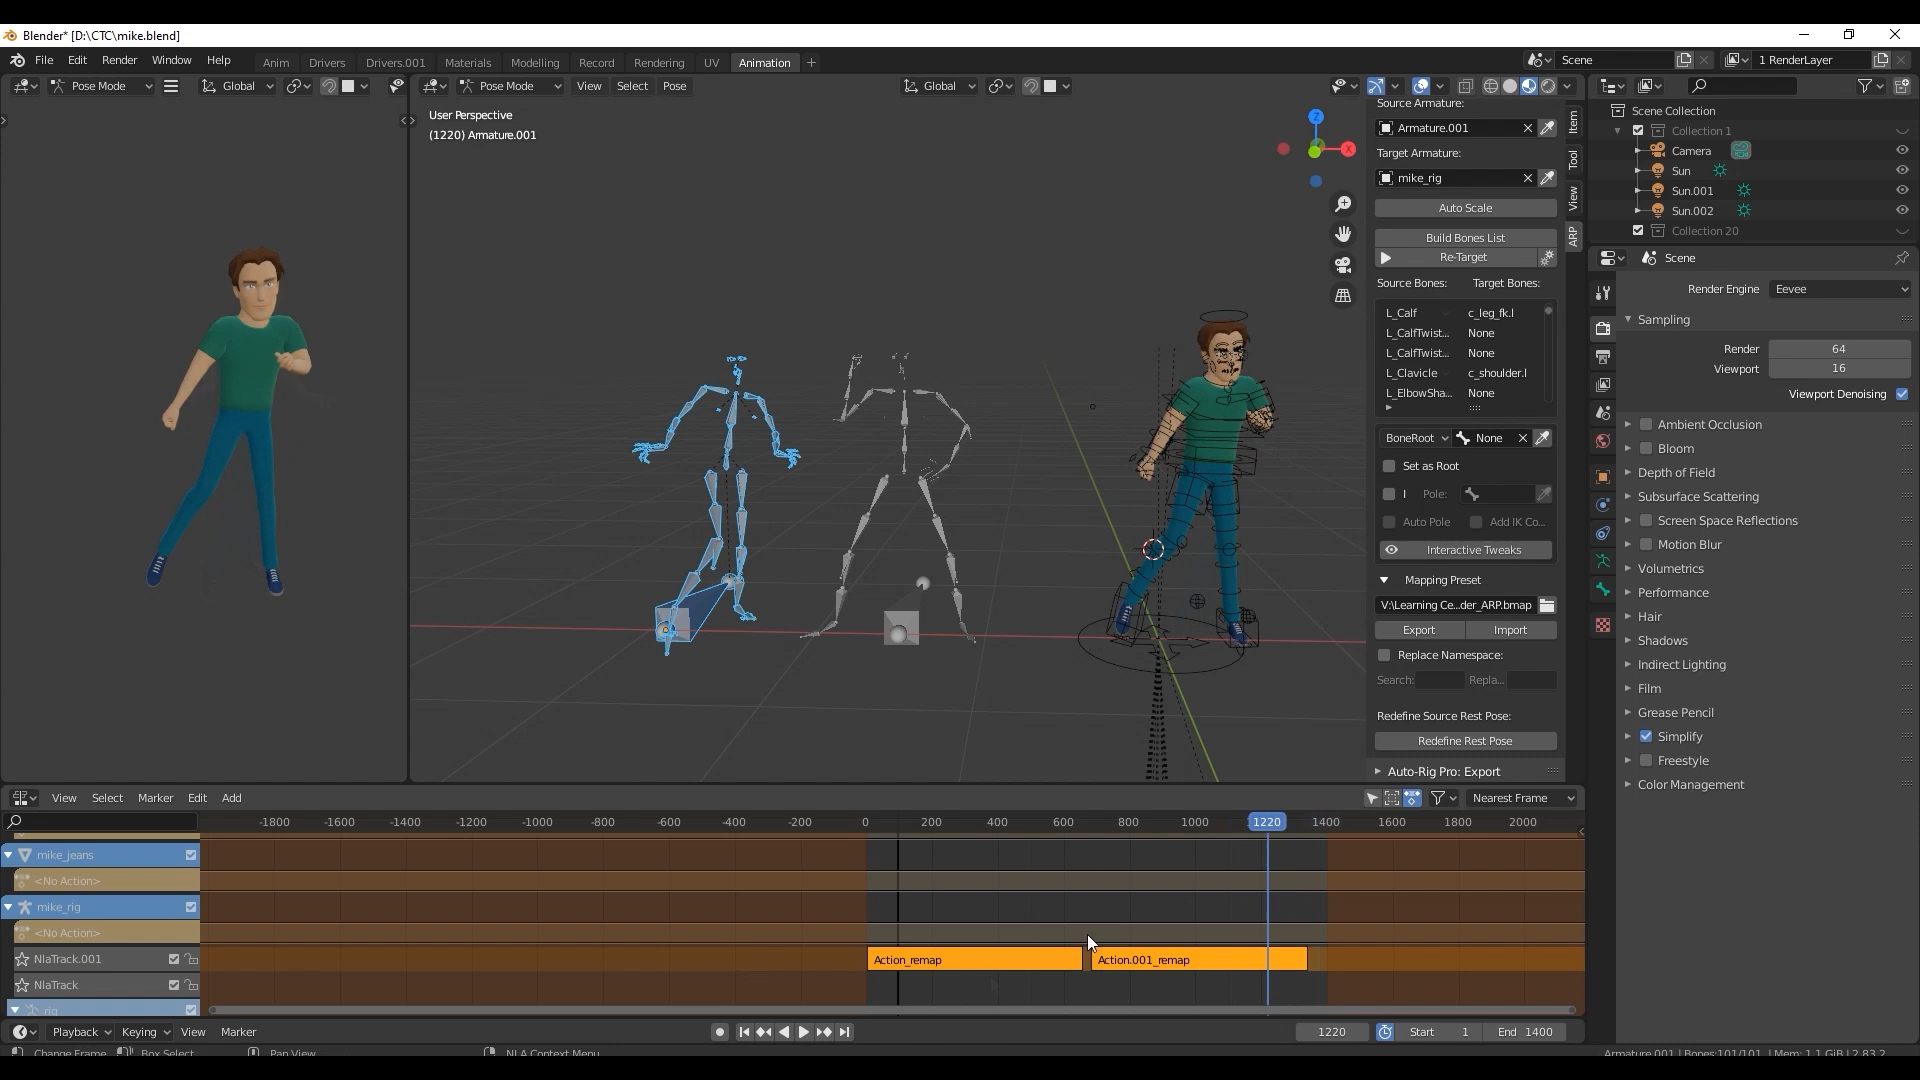 Blender* [D:\CTC\mike.blend]
File Edit Render Window Help Anim Drivers Drivers.001 Materials Modelling Record Rendering UV Animation + Scene 1 RenderLayer
Pose Mode Global Pose Mode View Select Pose Global
User Perspective
(1220) Armature.001
Z
X
Source Armature:
Armature.001
Target Armature:
mike_rig
Auto Scale
Build Bones List
Re-Target
Source Bones: Target Bones:
L_Calf c_leg_fk.l
L_CalfTwist... None
L_CalfTwist... None
L_Clavicle c_shoulder.l
L_ElbowSha... None
BoneRoot None
Set as Root
I Pole:
Auto Pole Add IK Co...
Interactive Tweaks
Mapping Preset
V:\Learning Ce...der_ARP.bmap
Export Import
Replace Namespace:
Search: Repla...
Redefine Source Rest Pose:
Redefine Rest Pose
Auto-Rig Pro: Export
Item
Tool
View
ARP
Scene Collection
Collection 1
Camera
Sun
Sun.001
Sun.002
Collection 20
Scene
Render Engine Eevee
Sampling
Render 64
Viewport 16
Viewport Denoising
Ambient Occlusion
Bloom
Depth of Field
Subsurface Scattering
Screen Space Reflections
Motion Blur
Volumetrics
Performance
Hair
Shadows
Indirect Lighting
Film
Grease Pencil
Simplify
Freestyle
Color Management
View Select Marker Edit Add Nearest Frame
-1800 -1600 -1400 -1200 -1000 -800 -600 -400 -200 0 200 400 600 800 1000 1220 1400 1600 1800 2000
mike_jeans
<No Action>
mike_rig
<No Action>
NlaTrack.001 Action_remap Action.001_remap
NlaTrack
rig
Playback Keying View Marker 1220 Start 1 End 1400
Change Frame Box Select Pan View NLA Context Menu Armature.001 | Bones:101/101 | Mem: 1.1 GiB | 2.83.2